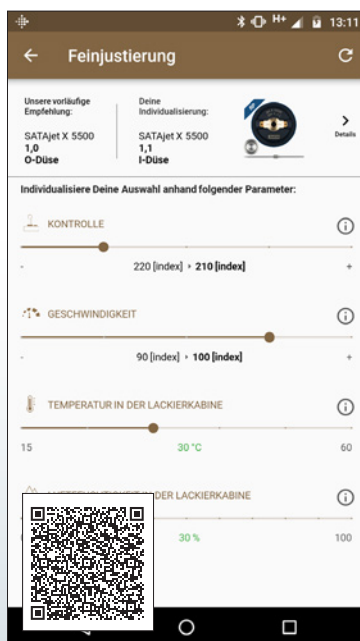 H+ 13:11
Feinjustierung
Unsere vorläufige
Empfehlung:
SATAjet X 5500
1,0
O-Düse
Deine
Individualisierung:
SATAjet X 5500
1,1
I-Düse
Details
Individualisiere Deine Auswahl anhand folgender Parameter:
KONTROLLE
- 220 [index] › 210 [index] +
GESCHWINDIGKEIT
- 90 [index] › 100 [index] +
TEMPERATUR IN DER LACKIERKABINE
15 30 °C 60
IN DER LACKIERKABINE
30 % 100